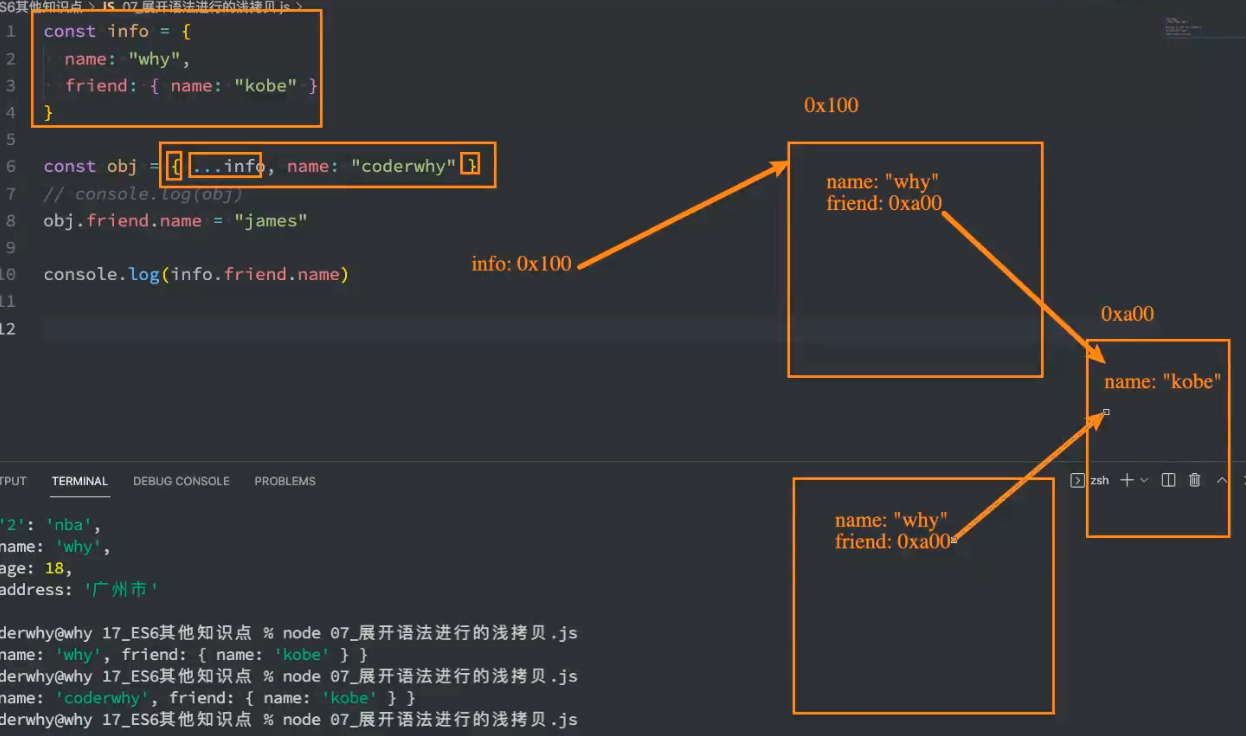 S6其他知识点 > JS 07_展开语法进行的浅拷贝.js >
1 const info = {
2 name: "why",
3 friend: { name: "kobe" }
4 }
5
6 const obj = { ...info, name: "coderwhy" }
7 // console.log(obj)
8 obj.friend.name = "james"
9
10 console.log(info.friend.name)
11
12
0x100
name: "why"
friend: 0xa00
info: 0x100
0xa00
name: "kobe"
name: "why"
friend: 0xa00
TPUT TERMINAL DEBUG CONSOLE PROBLEMS
zsh
'2': 'nba',
name: 'why',
age: 18,
address: '广州市'
derwhy@why 17_ES6其他知识点 % node 07_展开语法进行的浅拷贝.js
name: 'why', friend: { name: 'kobe' } }
derwhy@why 17_ES6其他知识点 % node 07_展开语法进行的浅拷贝.js
name: 'coderwhy', friend: { name: 'kobe' } }
derwhy@why 17_ES6其他知识点 % node 07_展开语法进行的浅拷贝.js